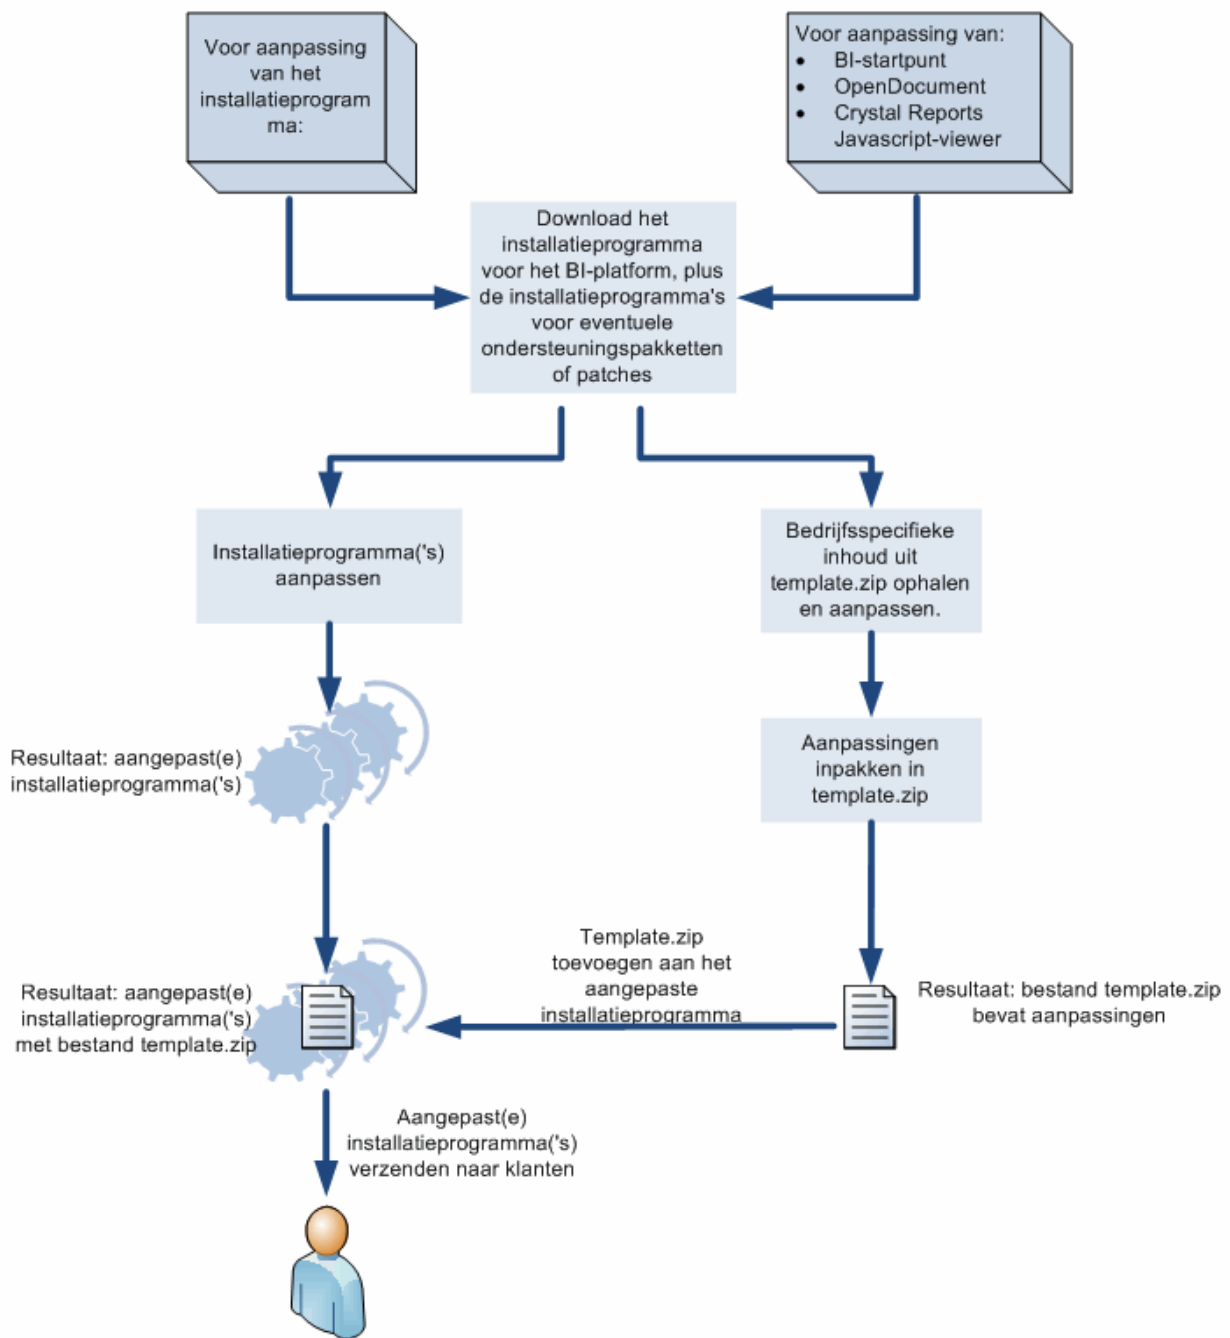 Voor aanpassing
van het
installatieprogram
ma:
Voor aanpassing van:
• BI-startpunt
• OpenDocument
• Crystal Reports
Javascript-viewer
Download het
installatieprogramma
voor het BI-platform, plus
de installatieprogramma's
voor eventuele
ondersteuningspakketten
of patches
Installatieprogramma('s)
aanpassen
Bedrijfsspecifieke
inhoud uit
template.zip ophalen
en aanpassen.
Resultaat: aangepast(e)
installatieprogramma('s)
Aanpassingen
inpakken in
template.zip
Template.zip
toevoegen aan het
aangepaste
installatieprogramma
Resultaat: aangepast(e)
installatieprogramma('s)
met bestand template.zip
Resultaat: bestand template.zip
bevat aanpassingen
Aangepast(e)
installatieprogramma('s)
verzenden naar klanten